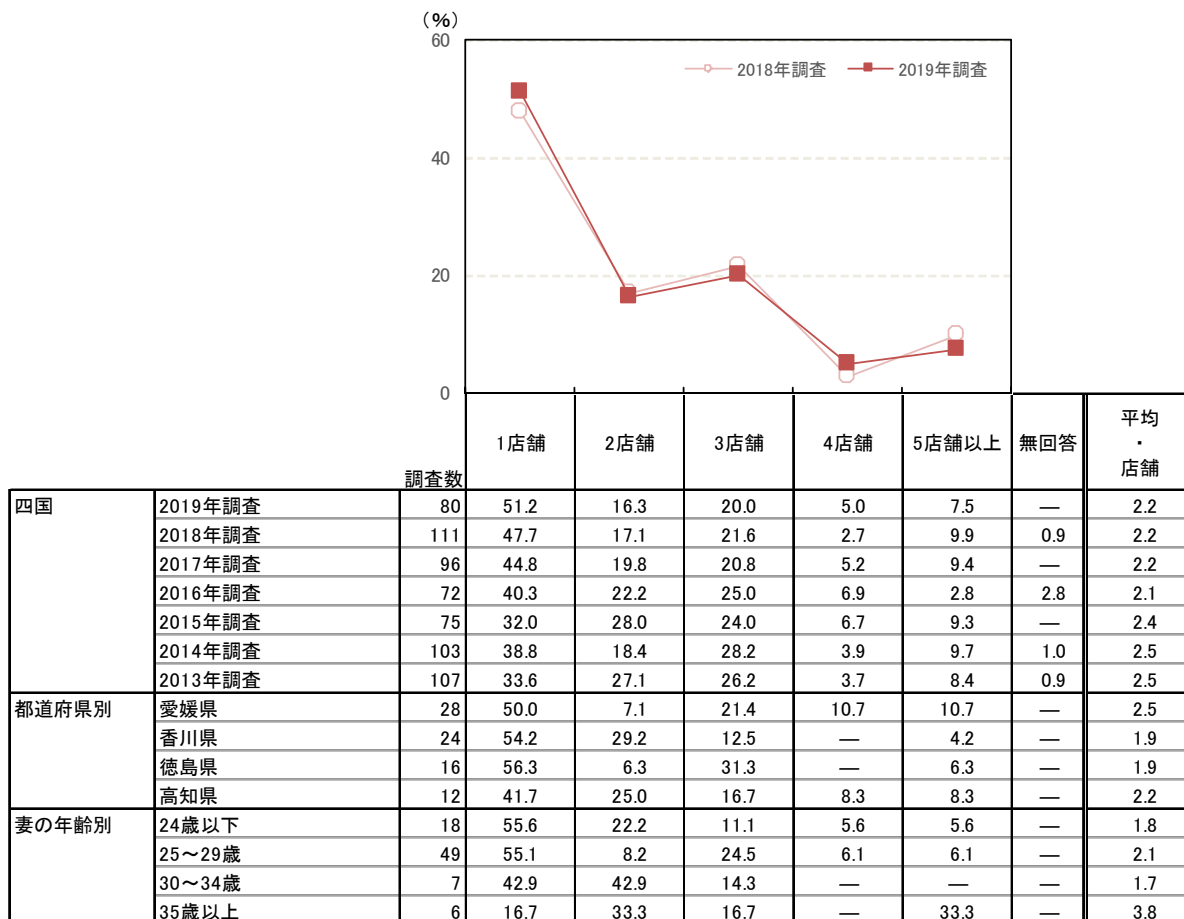 （%）
60
40
20
0
2018年調査 2019年調査
調査数 1店舗 2店舗 3店舗 4店舗 5店舗以上 無回答 平均・店舗
四国 2019年調査 80 51.2 16.3 20.0 5.0 7.5 — 2.2
2018年調査 111 47.7 17.1 21.6 2.7 9.9 0.9 2.2
2017年調査 96 44.8 19.8 20.8 5.2 9.4 — 2.2
2016年調査 72 40.3 22.2 25.0 6.9 2.8 2.8 2.1
2015年調査 75 32.0 28.0 24.0 6.7 9.3 — 2.4
2014年調査 103 38.8 18.4 28.2 3.9 9.7 1.0 2.5
2013年調査 107 33.6 27.1 26.2 3.7 8.4 0.9 2.5
都道府県別 愛媛県 28 50.0 7.1 21.4 10.7 10.7 — 2.5
香川県 24 54.2 29.2 12.5 — 4.2 — 1.9
徳島県 16 56.3 6.3 31.3 — 6.3 — 1.9
高知県 12 41.7 25.0 16.7 8.3 8.3 — 2.2
妻の年齢別 24歳以下 18 55.6 22.2 11.1 5.6 5.6 — 1.8
25～29歳 49 55.1 8.2 24.5 6.1 6.1 — 2.1
30～34歳 7 42.9 42.9 14.3 — — — 1.7
35歳以上 6 16.7 33.3 16.7 — 33.3 — 3.8